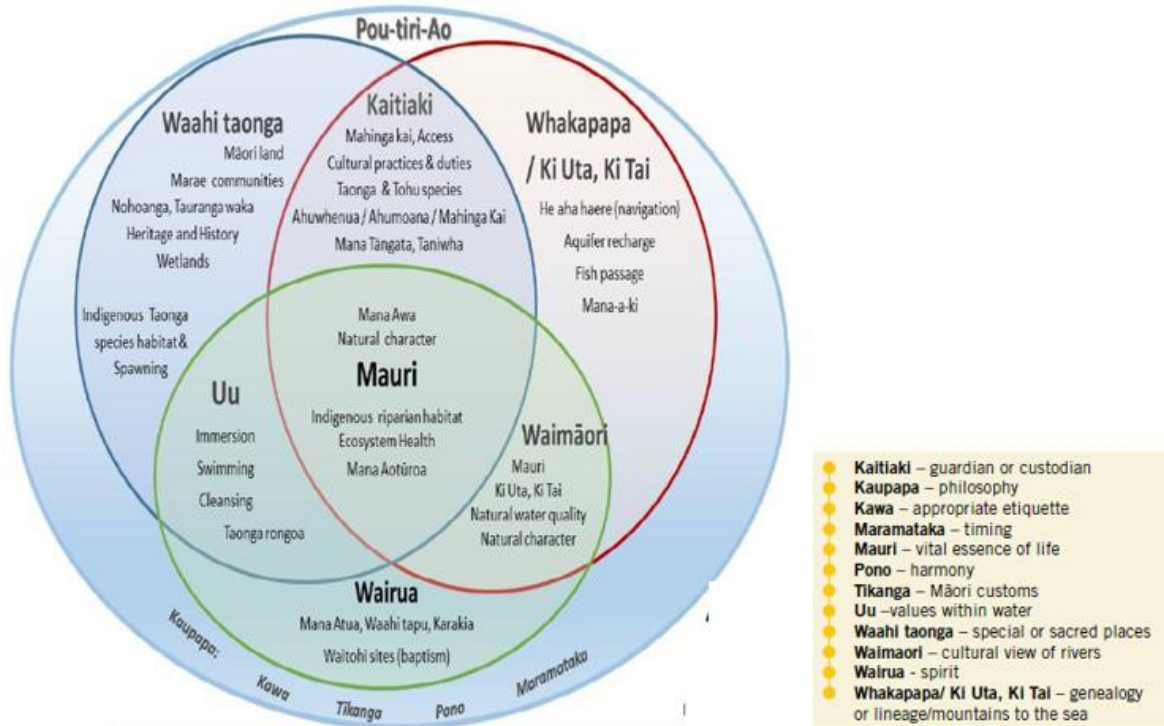 Pou-tiri-Ao
Waahi taonga
Māori land
Marae communities
Nohoanga, Tauranga waka
Heritage and History
Wetlands
Indigenous Taonga
species habitat &
Spawning
Kaitiaki
Mahinga kai, Access
Cultural practices & duties
Taonga & Tohu species
Ahuwhenua / Ahumoana / Mahinga Kai
Mana Tāngata, Taniwha
Whakapapa
/ Ki Uta, Ki Tai
He aha haere (navigation)
Aquifer recharge
Fish passage
Mana-a-ki
Mana Awa
Natural character
Mauri
Indigenous riparian habitat
Ecosystem Health
Mana Aotūroa
Uu
Immersion
Swimming
Cleansing
Taonga rongoa
Waimāori
Mauri
Ki Uta, Ki Tai
Natural water quality
Natural character
Wairua
Mana Atua, Waahi tapu, Karakia
Waitohi sites (baptism)
Kaupapa: Kawa Tikanga Pono Maramataka
Kaitiaki – guardian or custodian
Kaupapa – philosophy
Kawa – appropriate etiquette
Maramataka – timing
Mauri – vital essence of life
Pono – harmony
Tikanga – Māori customs
Uu –values within water
Waahi taonga – special or sacred places
Waimaori – cultural view of rivers
Wairua - spirit
Whakapapa/ Ki Uta, Ki Tai – genealogy
or lineage/mountains to the sea